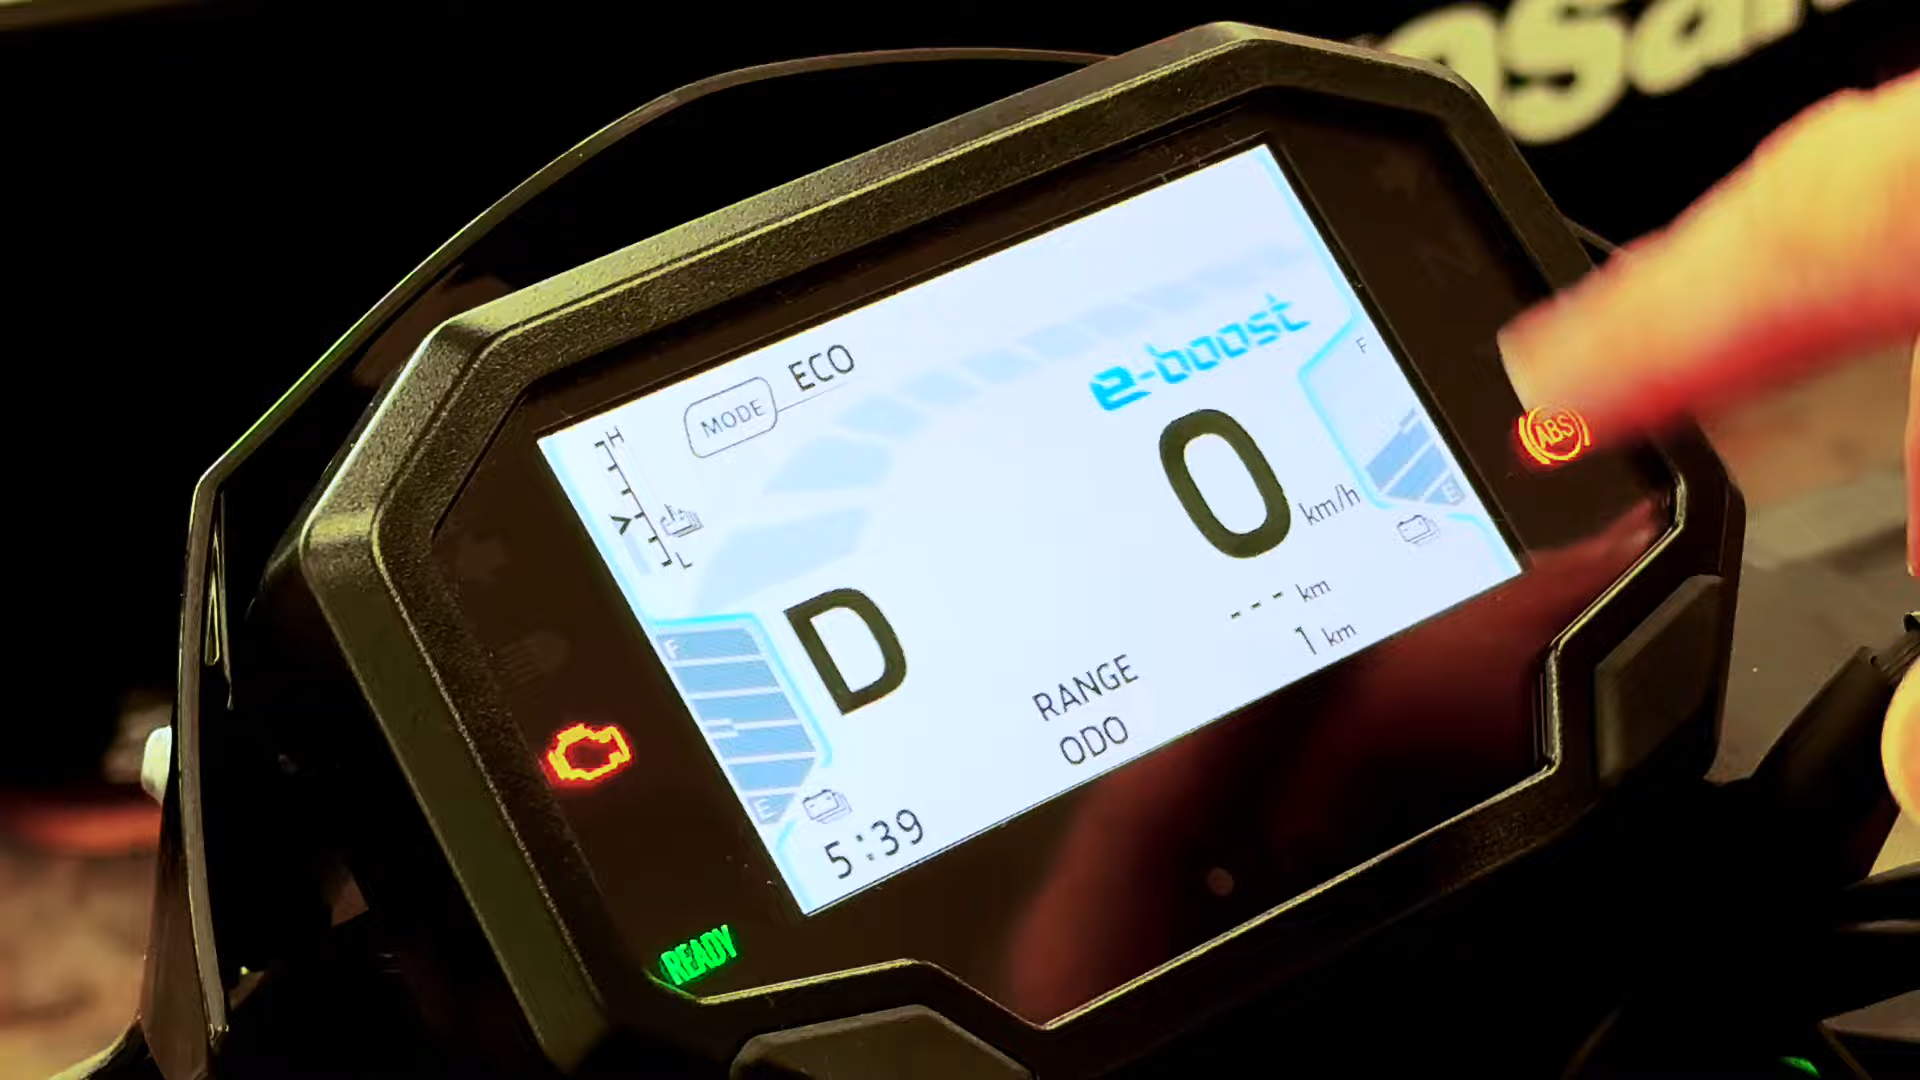 ECO
MODE
e-boost
H
L
F
E
0 km/h
D
--- km
1 km
RANGE
ODO
F
E
5:39
ABS
READY